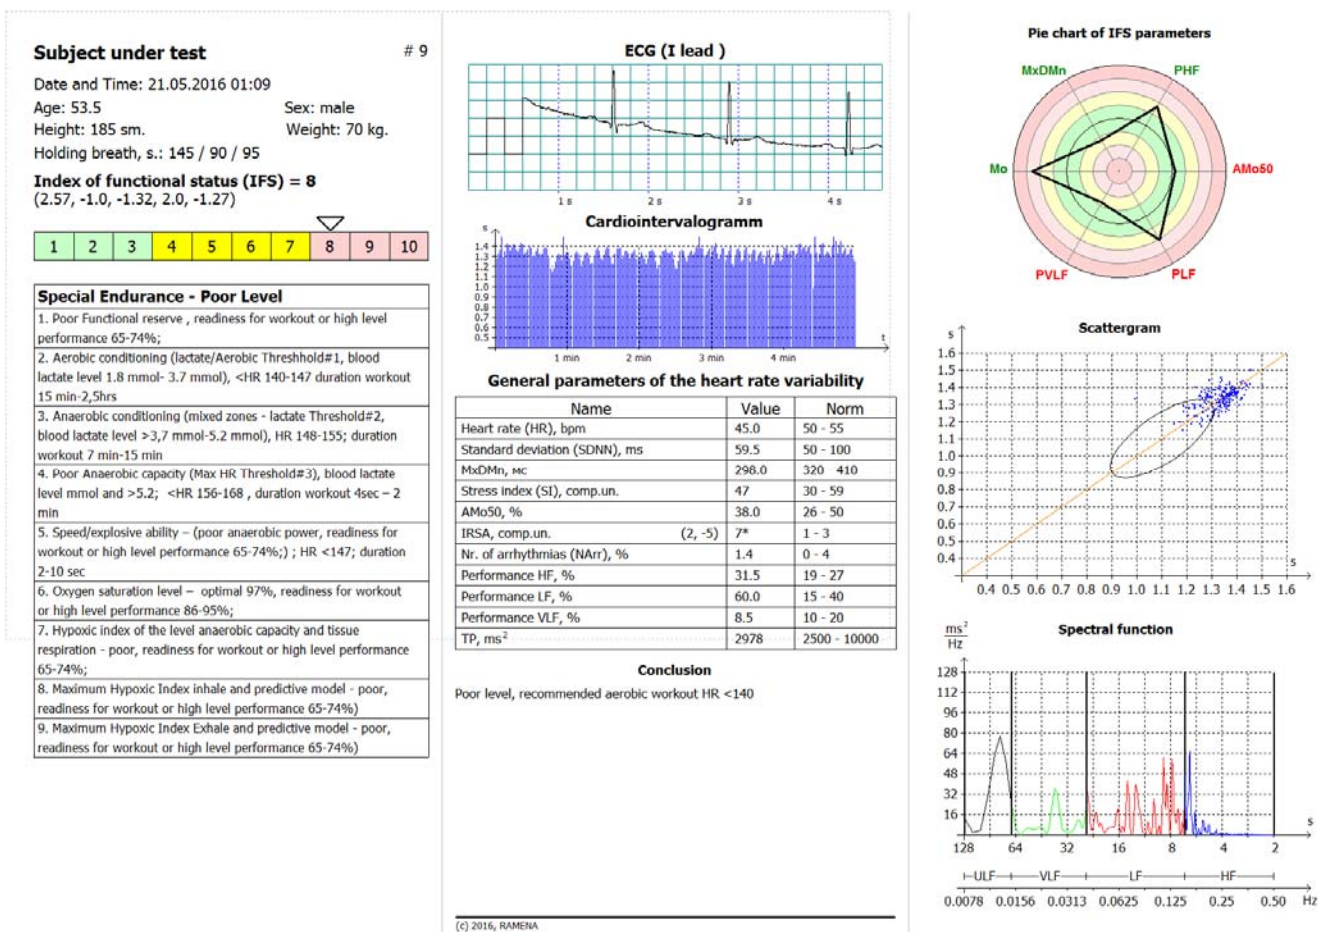 Subject under test # 9
Date and Time: 21.05.2016 01:09
Age: 53.5 Sex: male
Height: 185 sm. Weight: 70 kg.
Holding breath, s.: 145 / 90 / 95
Index of functional status (IFS) = 8
(2.57, -1.0, -1.32, 2.0, -1.27)
1 2 3 4 5 6 7 8 9 10
Special Endurance - Poor Level
1. Poor Functional reserve , readiness for workout or high level
performance 65-74%;
2. Aerobic conditioning (lactate/Aerobic Threshhold#1, blood
lactate level 1.8 mmol- 3.7 mmol), <HR 140-147 duration workout
15 min-2,5hrs
3. Anaerobic conditioning (mixed zones - lactate Threshold#2,
blood lactate level >3,7 mmol-5.2 mmol), HR 148-155; duration
workout 7 min-15 min
4. Poor Anaerobic capacity (Max HR Threshold#3), blood lactate
level mmol and >5.2; <HR 156-168 , duration workout 4sec – 2
min
5. Speed/explosive ability – (poor anaerobic power, readiness for
workout or high level performance 65-74%;) ; HR <147; duration
2-10 sec
6. Oxygen saturation level – optimal 97%, readiness for workout
or high level performance 86-95%;
7. Hypoxic index of the level anaerobic capacity and tissue
respiration - poor, readiness for workout or high level performance
65-74%;
8. Maximum Hypoxic Index inhale and predictive model - poor,
readiness for workout or high level performance 65-74%)
9. Maximum Hypoxic Index Exhale and predictive model - poor,
readiness for workout or high level performance 65-74%)
ECG (I lead )
1 s 2 s 3 s 4 s
Cardiointervalogramm
s
1.4
1.3
1.2
1.1
1.0
0.9
0.8
0.7
0.6
0.5
t
1 min 2 min 3 min 4 min
General parameters of the heart rate variability
Name Value Norm
Heart rate (HR), bpm 45.0 50 - 55
Standard deviation (SDNN), ms 59.5 50 - 100
MxDMn, мс 298.0 320 - 410
Stress index (SI), comp.un. 47 30 - 59
AMo50, % 38.0 26 - 50
IRSA, comp.un. (2, -5) 7* 1 - 3
Nr. of arrhythmias (NArr), % 1.4 0 - 4
Performance HF, % 31.5 19 - 27
Performance LF, % 60.0 15 - 40
Performance VLF, % 8.5 10 - 20
TP, ms² 2978 2500 - 10000
Conclusion
Poor level, recommended aerobic workout HR <140
(c) 2016, RAMENA
Pie chart of IFS parameters
MxDMn PHF
Mo AMo50
PVLF PLF
Scattergram
s
1.6
1.5
1.4
1.3
1.2
1.1
1.0
0.9
0.8
0.7
0.6
0.5
0.4
s
0.4 0.5 0.6 0.7 0.8 0.9 1.0 1.1 1.2 1.3 1.4 1.5 1.6
Spectral function
ms²
Hz
128
112
96
80
64
48
32
16
s
128 64 32 16 8 4 2
ULF VLF LF HF
0.0078 0.0156 0.0313 0.0625 0.125 0.25 0.50 Hz